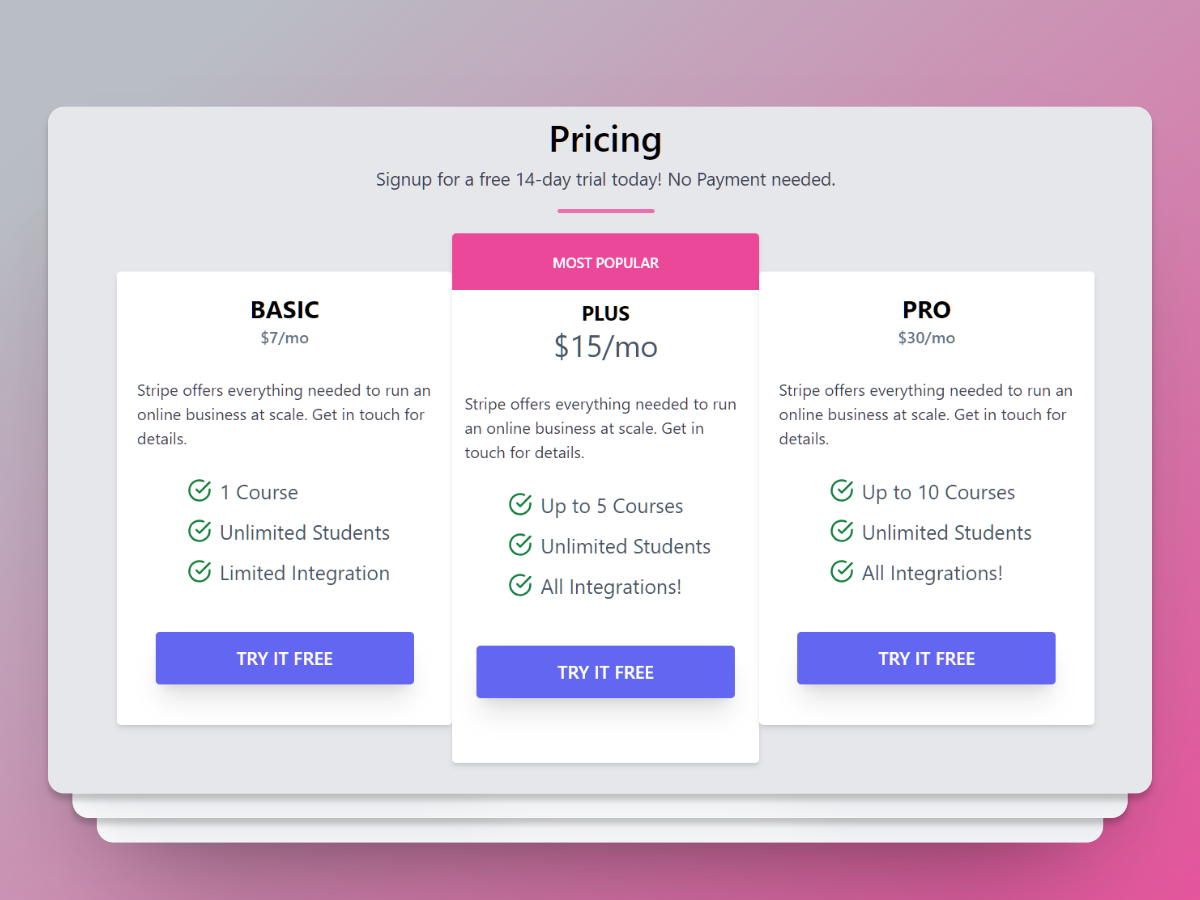 Pricing
Signup for a free 14-day trial today! No Payment needed.
BASIC
$7/mo
Stripe offers everything needed to run an
online business at scale. Get in touch for
details.
1 Course
Unlimited Students
Limited Integration
TRY IT FREE
MOST POPULAR
PLUS
$15/mo
Stripe offers everything needed to run
an online business at scale. Get in
touch for details.
Up to 5 Courses
Unlimited Students
All Integrations!
TRY IT FREE
PRO
$30/mo
Stripe offers everything needed to run an
online business at scale. Get in touch for
details.
Up to 10 Courses
Unlimited Students
All Integrations!
TRY IT FREE